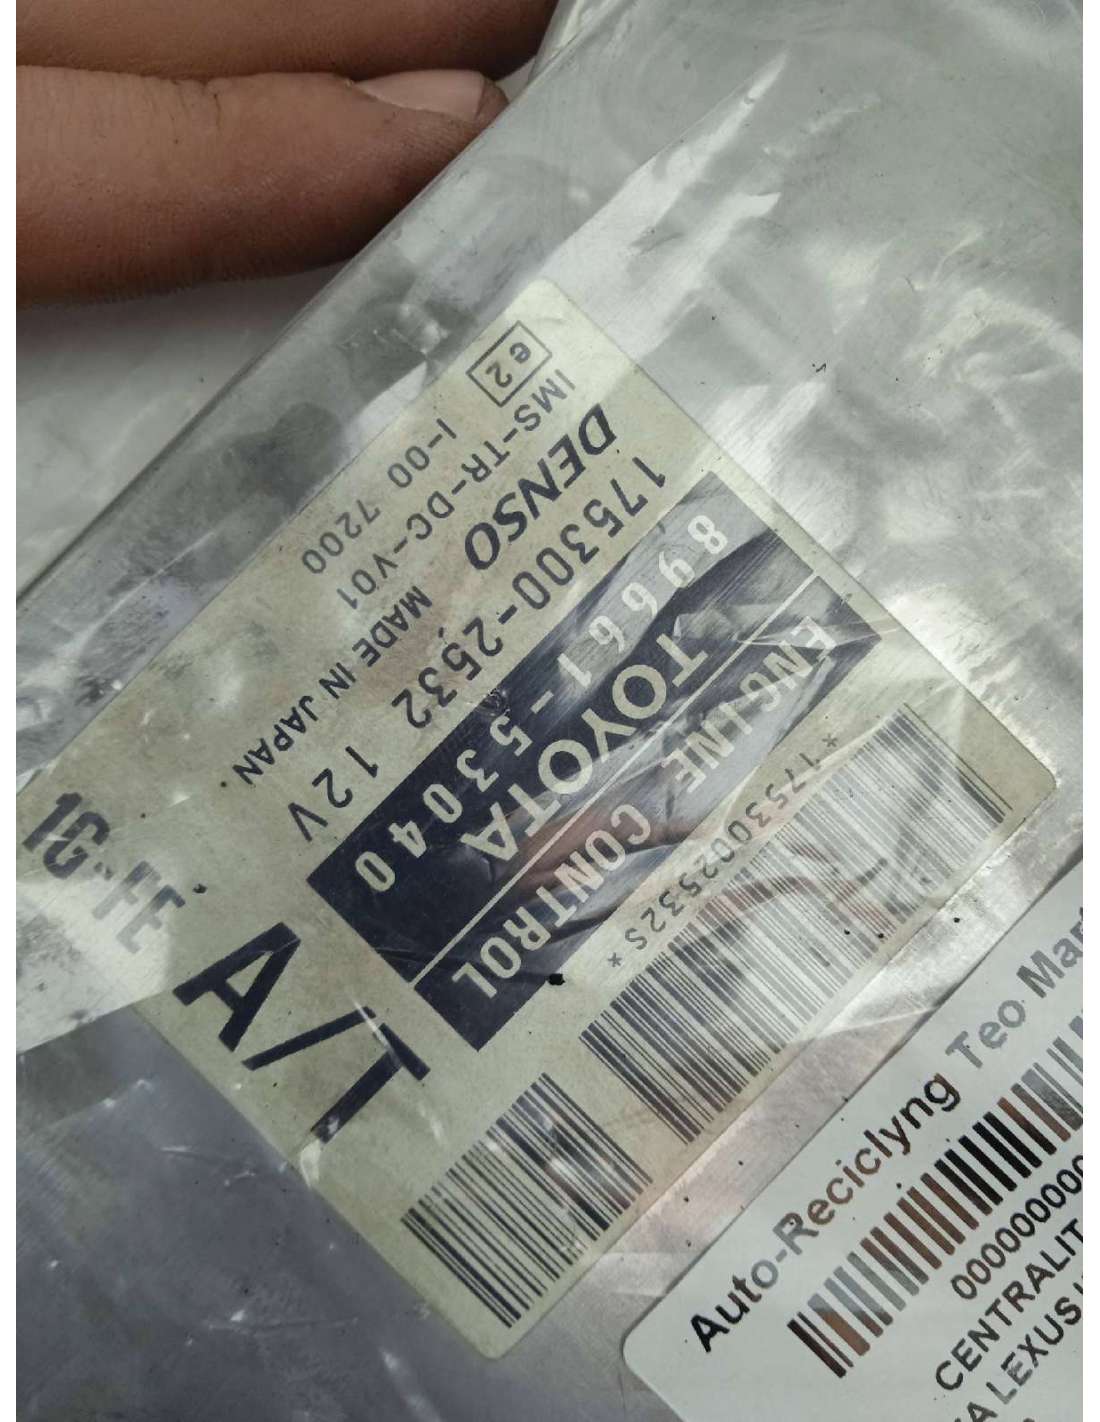 ENGINE CONTROL
TOYOTA
89661-53040
175300-2532 12V
DENSO MADE IN JAPAN
IMS-TR-DC-V01
I-00 7200
e2
1G-FE
A/T
*1753002532S*
Auto-Reciclyng Teo
CENTRALIT
LEXUS